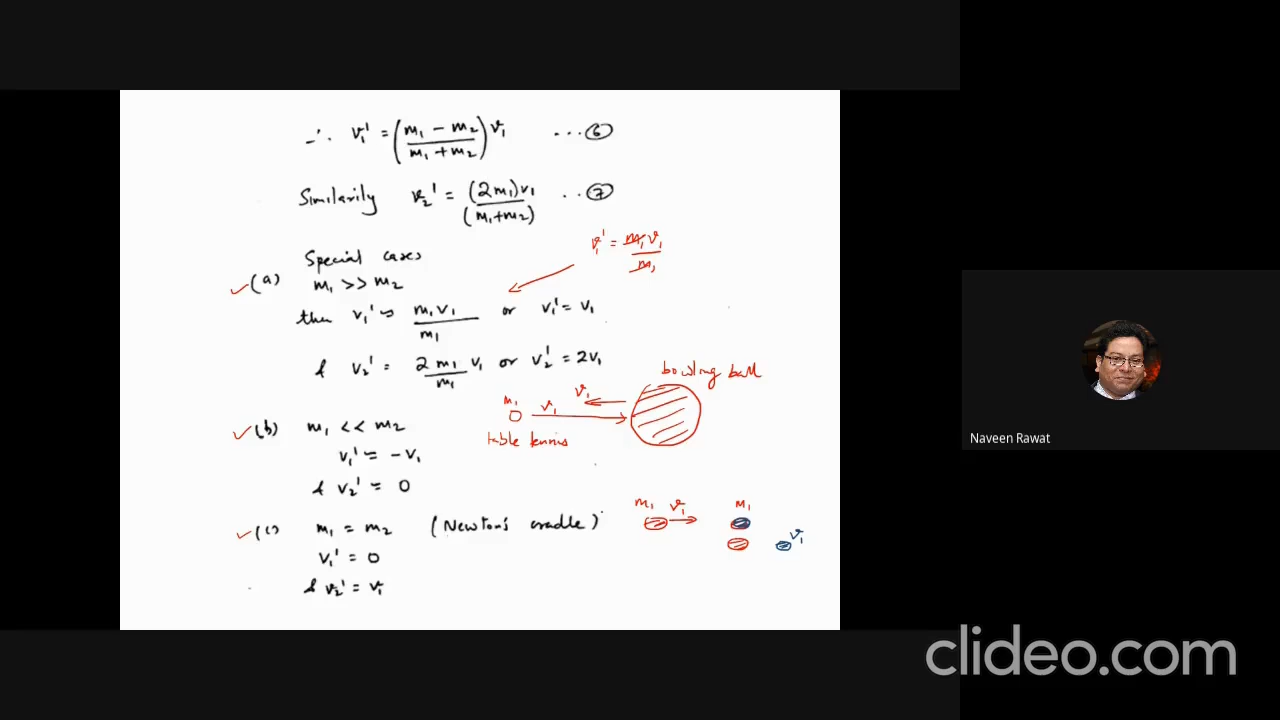 ∴ v₁' = ((m₁ - m₂)/(m₁ + m₂)) v₁ ... ⑥
Similarily v₂' = (2m₁)v₁/(m₁+m₂) ... ⑦
v₁' = m₁v₁/m₁
Special cases
(a) m₁ >> m₂
then v₁' ≈ m₁v₁/m₁ or v₁' = v₁
& v₂' = 2m₁/m₁ v₁ or v₂' = 2v₁
bowling ball
m₁ v₁ v₁
table tennis
(b) m₁ << m₂
v₁' ≈ -v₁
& v₂' ≈ 0
(c) m₁ = m₂ (Newton's cradle)
m₁ v₁ m₁
v₁
v₁' = 0
& v₂' = v₁
Naveen Rawat
clideo.com